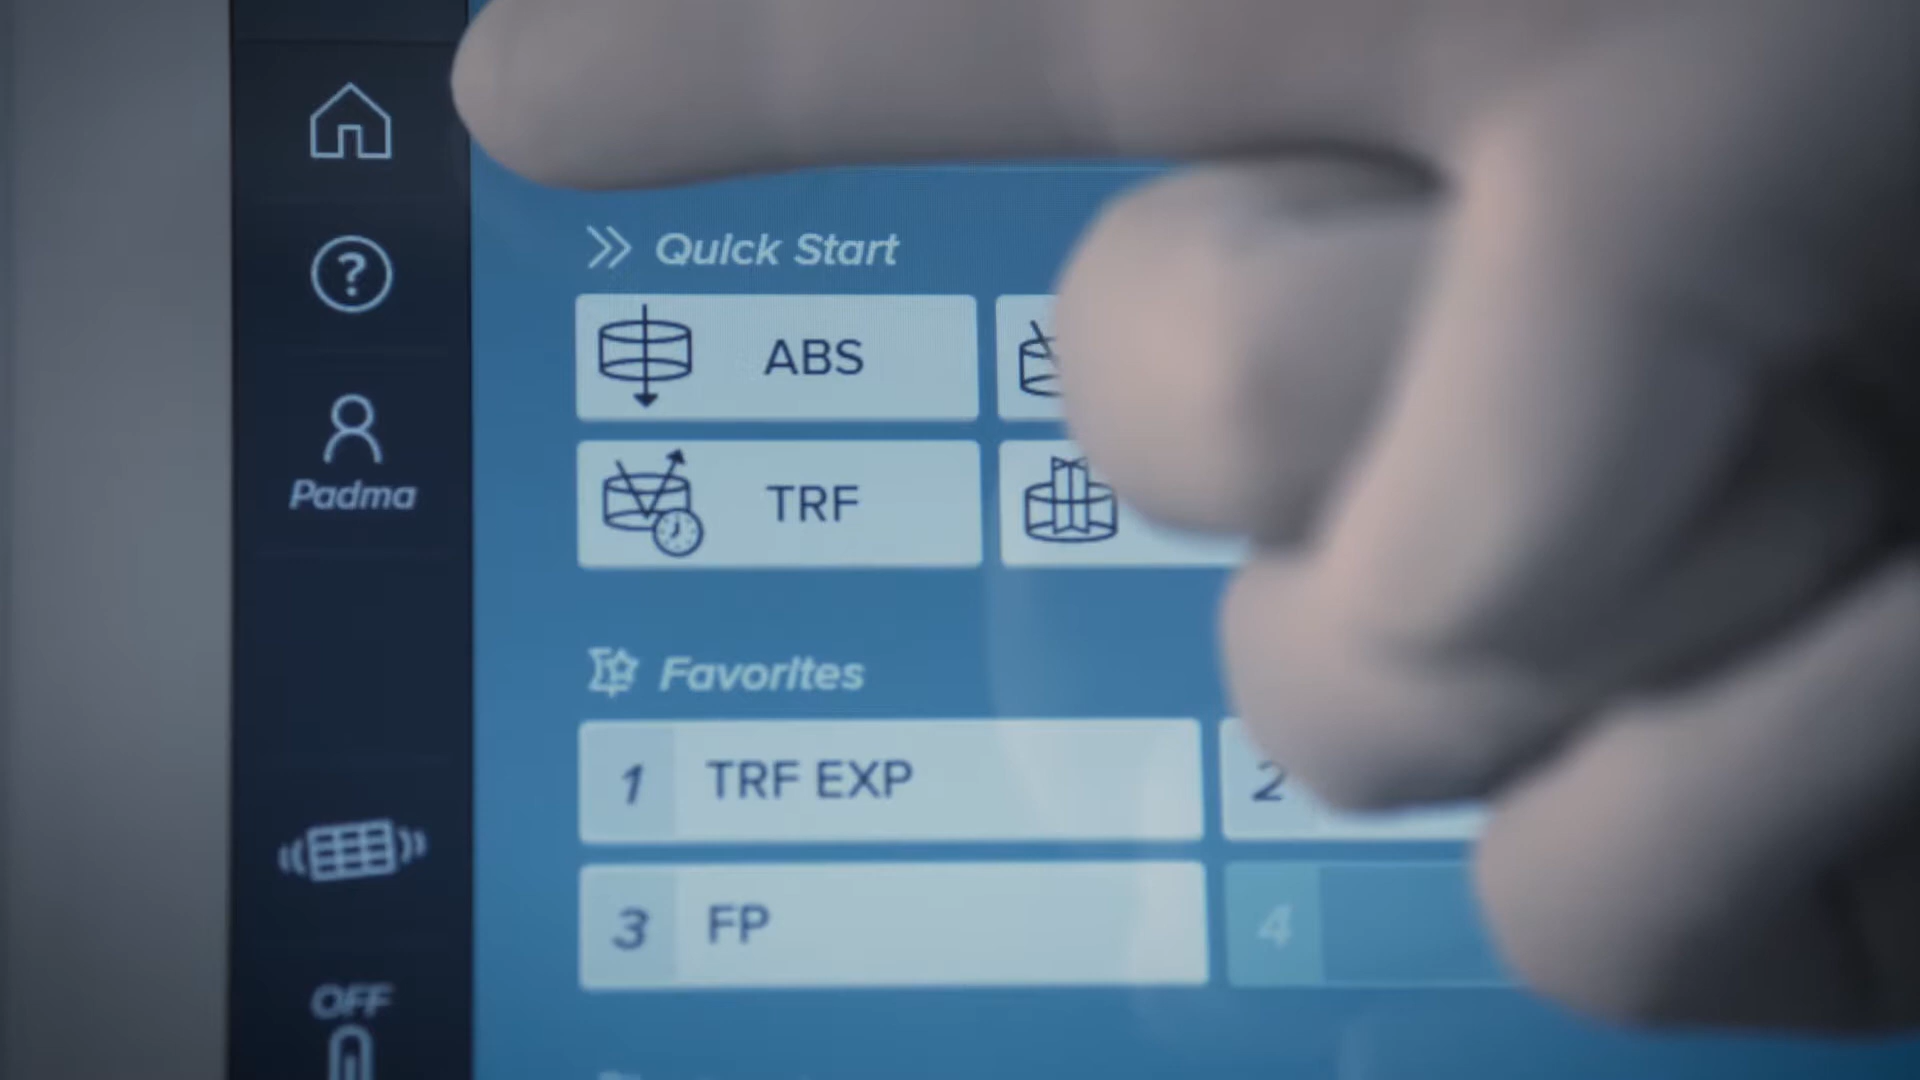 Quick Start
ABS
TRF
Padma
Favorites
1 TRF EXP
2
3 FP
4
OFF